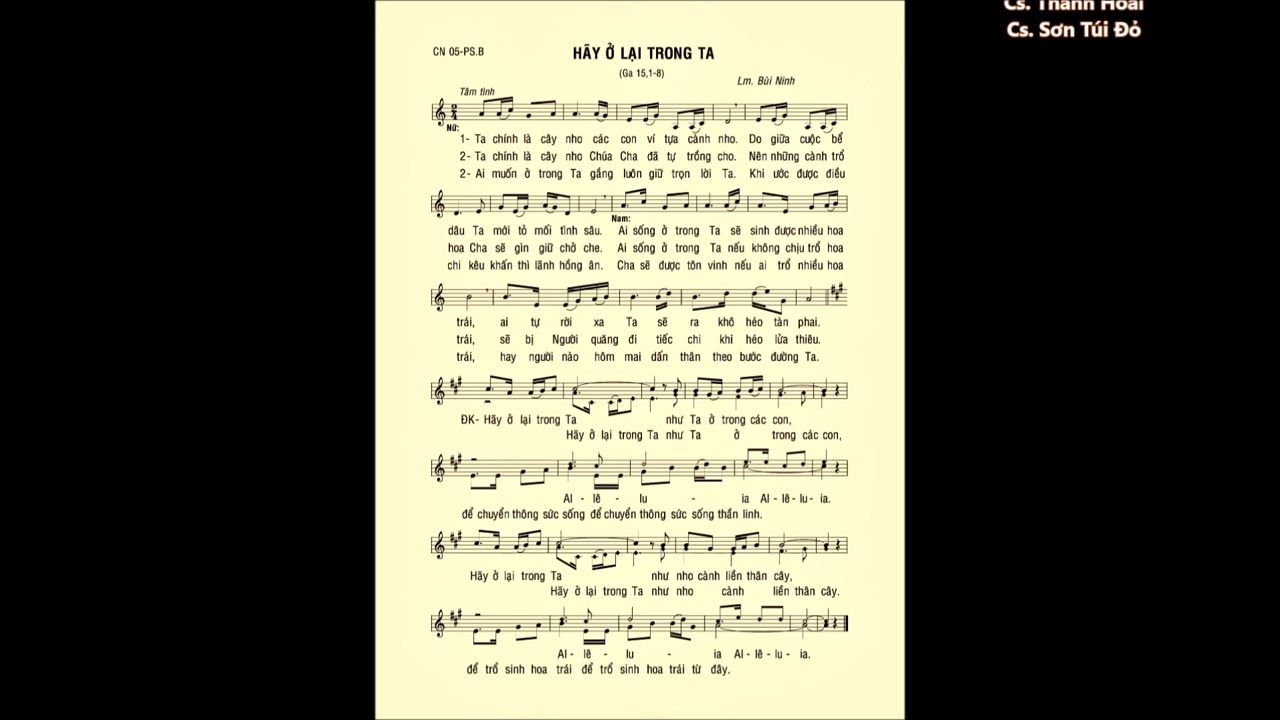 Cs. Thanh Hoài
Cs. Sơn Túi Đỏ
CN 05-PS.B
HÃY Ở LẠI TRONG TA
(Ga 15,1-8)
Lm. Bùi Ninh
Tâm tình
Nữ:
1- Ta chính là cây nho các con ví tựa cành nho. Do giữa cuộc bể
2- Ta chính là cây nho Chúa Cha đã tự trồng cho. Nên những cành trổ
2- Ai muốn ở trong Ta gắng luôn giữ trọn lời Ta. Khi ước được điều
Nam:
dâu Ta mới tỏ mối tình sâu. Ai sống ở trong Ta sẽ sinh được nhiều hoa
hoa Cha sẽ gìn giữ chở che. Ai sống ở trong Ta nếu không chịu trổ hoa
chi kêu khấn thì lãnh hồng ân. Cha sẽ được tôn vinh nếu ai trổ nhiều hoa
trái, ai tự rời xa Ta sẽ ra khô héo tàn phai.
trái, sẽ bị Người quăng đi tiếc chi khi héo lửa thiêu.
trái, hay người nào hôm mai dấn thân theo bước đường Ta.
ĐK- Hãy ở lại trong Ta như Ta ở trong các con,
Hãy ở lại trong Ta như Ta ở trong các con,
Al - lê - lu - ia Al - lê - lu - ia.
để chuyển thông sức sống để chuyển thông sức sống thần linh.
Hãy ở lại trong Ta như nho cành liền thân cây,
Hãy ở lại trong Ta như nho cành liền thân cây.
Al - lê - lu - ia Al - lê - lu - ia.
để trổ sinh hoa trái để trổ sinh hoa trái từ đây.